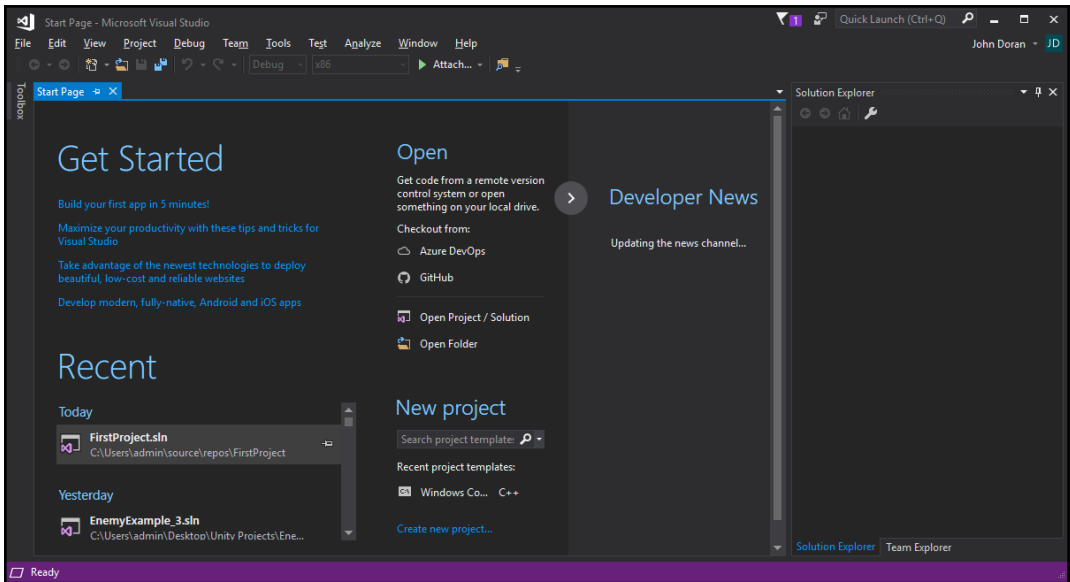 Start Page - Microsoft Visual Studio
1
Quick Launch (Ctrl+Q)
File Edit View Project Debug Team Tools Test Analyze Window Help
John Doran JD
Debug x86 Attach...
Toolbox
Start Page
Get Started
Build your first app in 5 minutes!
Maximize your productivity with these tips and tricks for
Visual Studio
Take advantage of the newest technologies to deploy
beautiful, low-cost and reliable websites
Develop modern, fully-native, Android and iOS apps
Recent
Today
FirstProject.sln
C:\Users\admin\source\repos\FirstProject
Yesterday
EnemyExample_3.sln
C:\Users\admin\Desktop\Unity Projects\Ene...
Open
Get code from a remote version
control system or open
something on your local drive.
Checkout from:
Azure DevOps
GitHub
Open Project / Solution
Open Folder
New project
Search project template
Recent project templates:
Windows Co... C++
Create new project...
Developer News
Updating the news channel...
Solution Explorer
Solution Explorer Team Explorer
Ready